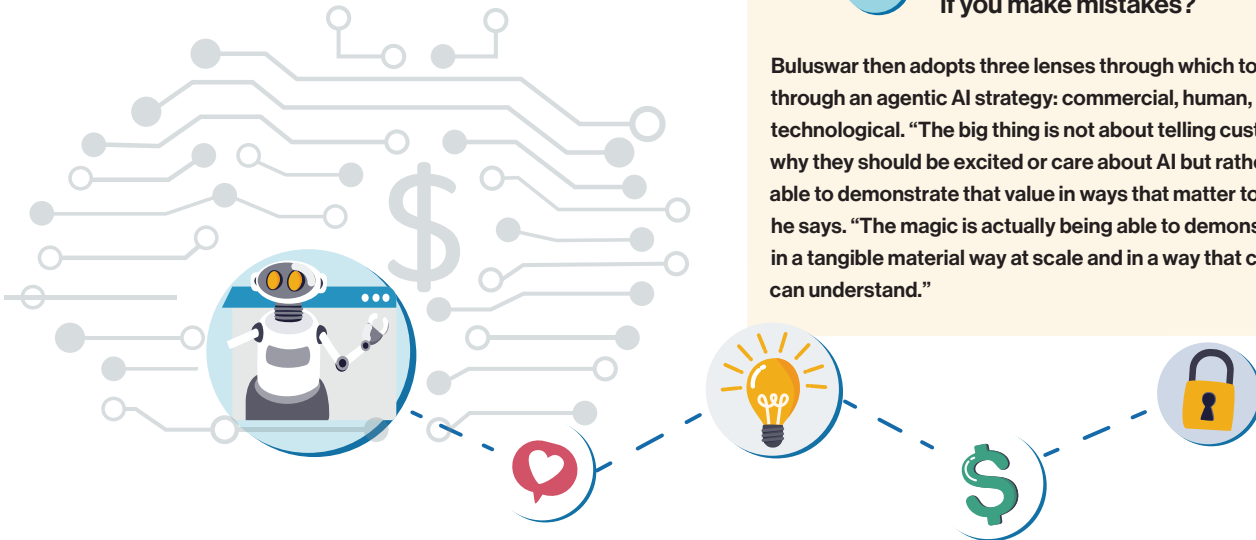 if you make mistakes?
Buluswar then adopts three lenses through which to
through an agentic AI strategy: commercial, human,
technological. “The big thing is not about telling
why they should be excited or care about AI but
able to demonstrate that value in ways that matter to
he says. “The magic is actually being able to
in a tangible material way at scale and in a way that
can understand.”